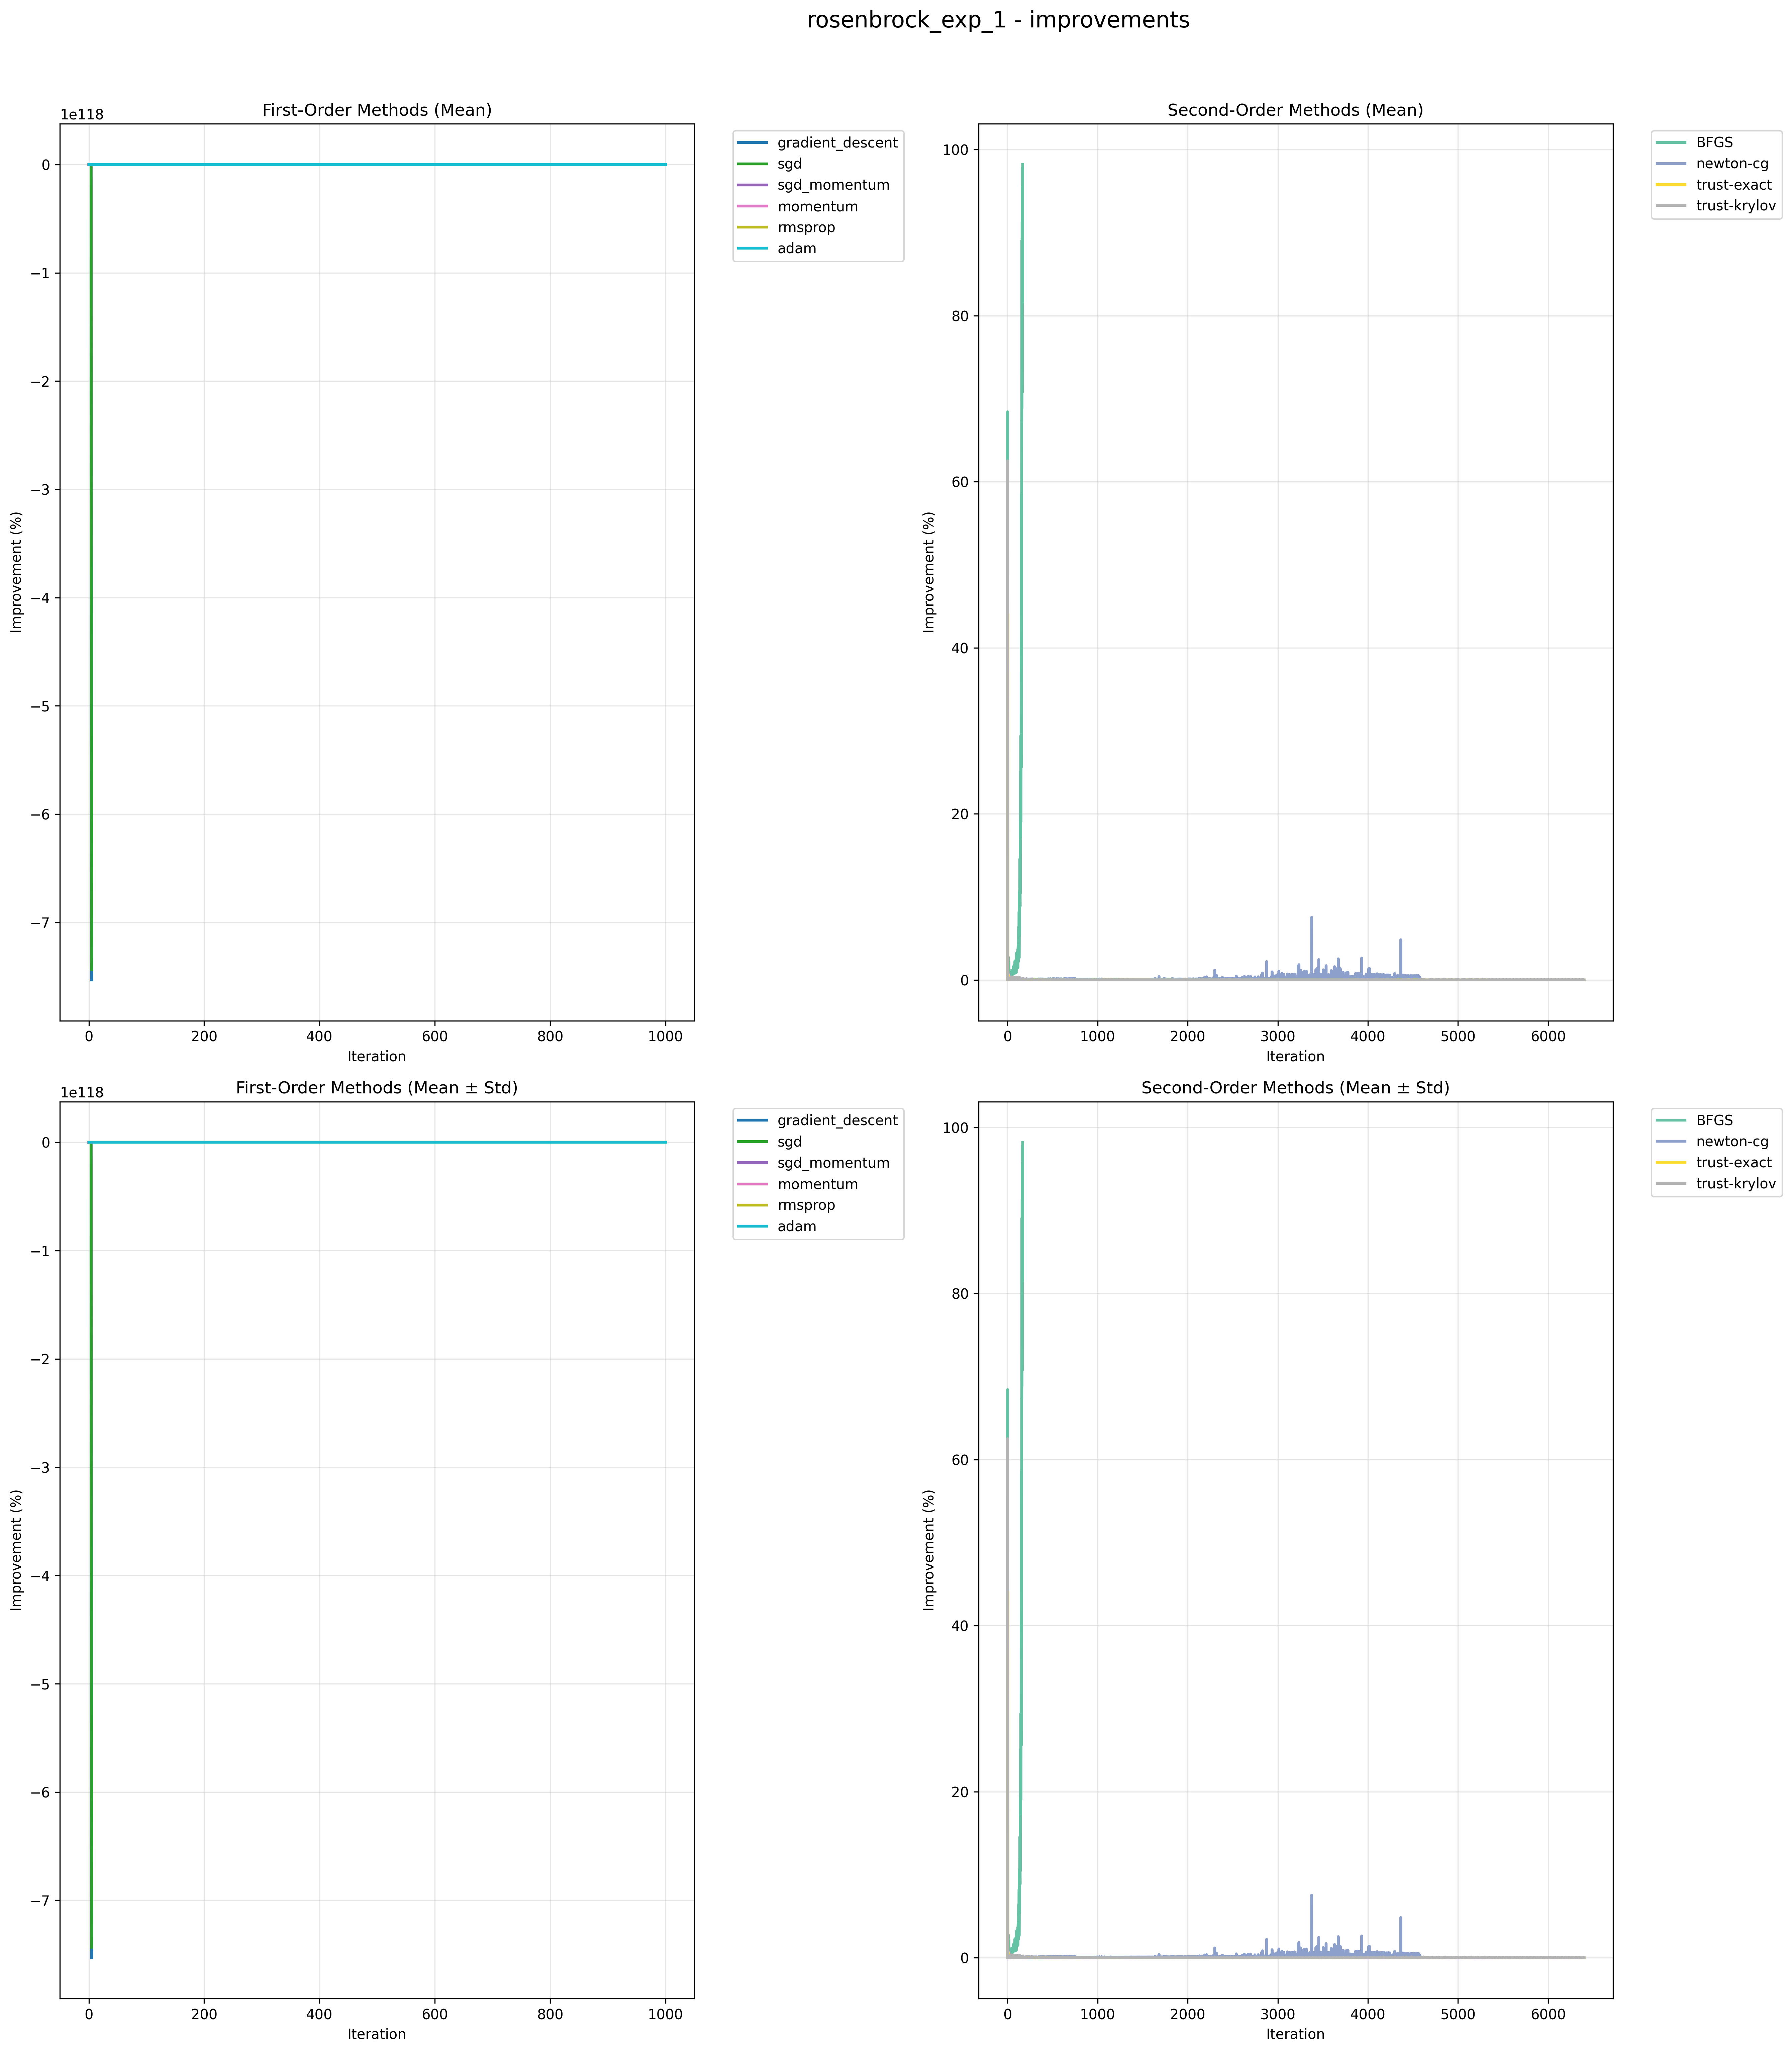 rosenbrock_exp_1 - improvements
First-Order Methods (Mean)
1e118
0
−1
−2
−3
−4
−5
−6
−7
Improvement (%)
0 200 400 600 800 1000
Iteration
gradient_descent
sgd
sgd_momentum
momentum
rmsprop
adam
Second-Order Methods (Mean)
100
80
60
40
20
0
Improvement (%)
0 1000 2000 3000 4000 5000 6000
Iteration
BFGS
newton-cg
trust-exact
trust-krylov
First-Order Methods (Mean ± Std)
1e118
0
−1
−2
−3
−4
−5
−6
−7
Improvement (%)
0 200 400 600 800 1000
Iteration
gradient_descent
sgd
sgd_momentum
momentum
rmsprop
adam
Second-Order Methods (Mean ± Std)
100
80
60
40
20
0
Improvement (%)
0 1000 2000 3000 4000 5000 6000
Iteration
BFGS
newton-cg
trust-exact
trust-krylov